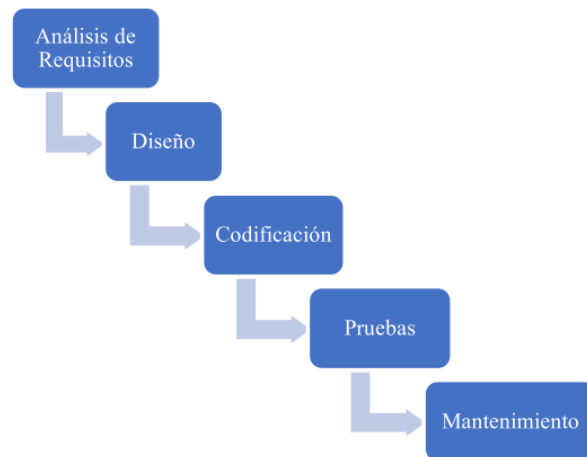 Análisis de
Requisitos
Diseño
Codificación
Pruebas
Mantenimiento